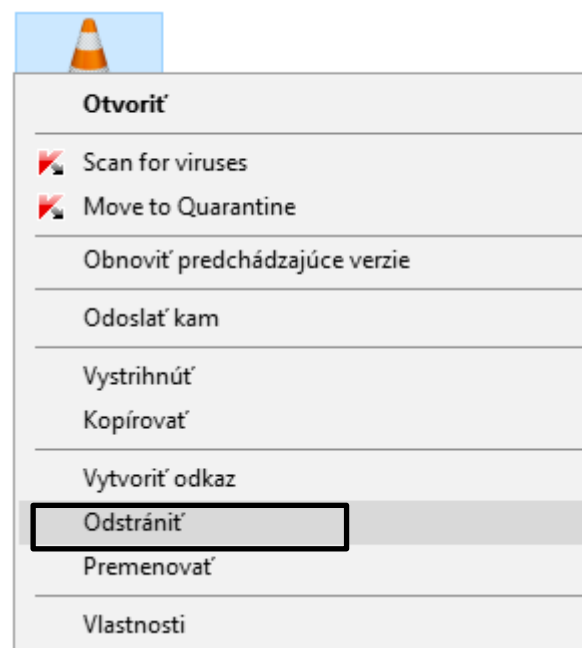 Otvoriť
Scan for viruses
Move to Quarantine
Obnoviť predchádzajúce verzie
Odoslať kam
Vystrihnúť
Kopírovať
Vytvoriť odkaz
Odstrániť
Premenovať
Vlastnosti